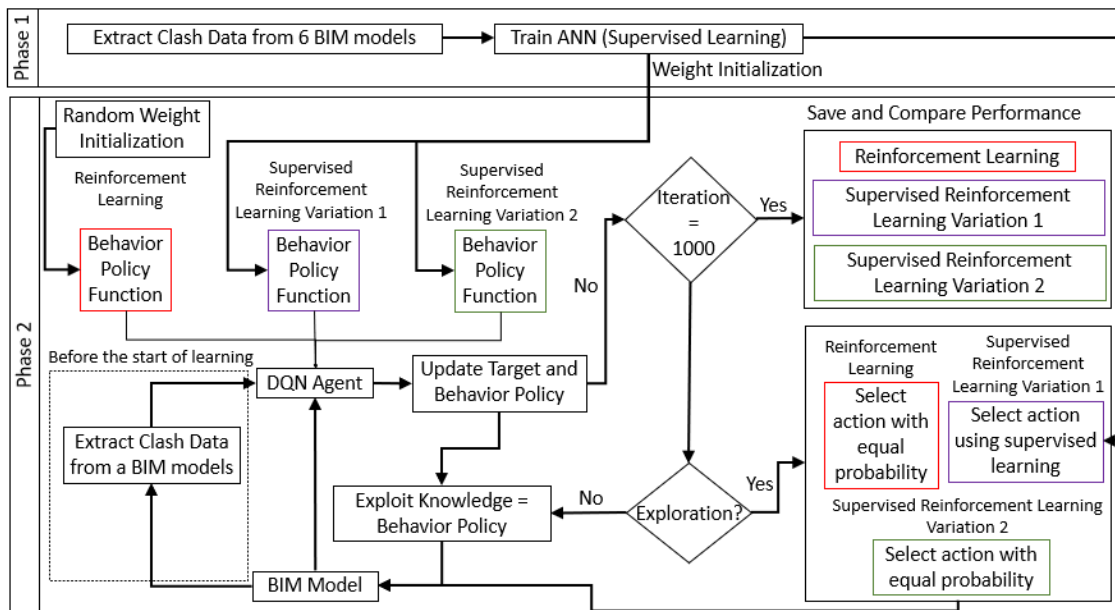 Phase 1
Extract Clash Data from 6 BIM models
Train ANN (Supervised Learning)
Weight Initialization
Phase 2
Random Weight
Initialization
Reinforcement
Learning
Behavior
Policy
Function
Supervised
Reinforcement
Learning Variation 1
Behavior
Policy
Function
Supervised
Reinforcement
Learning Variation 2
Behavior
Policy
Function
Iteration
=
1000
Yes
No
Save and Compare Performance
Reinforcement Learning
Supervised Reinforcement
Learning Variation 1
Supervised Reinforcement
Learning Variation 2
Before the start of learning
Extract Clash Data
from a BIM models
DQN Agent
Update Target and
Behavior Policy
Exploit Knowledge =
Behavior Policy
BIM Model
No
Exploration?
Yes
Reinforcement
Learning
Select
action with
equal
probability
Supervised
Reinforcement
Learning Variation 1
Select action
using supervised
learning
Supervised Reinforcement Learning
Variation 2
Select action with
equal probability